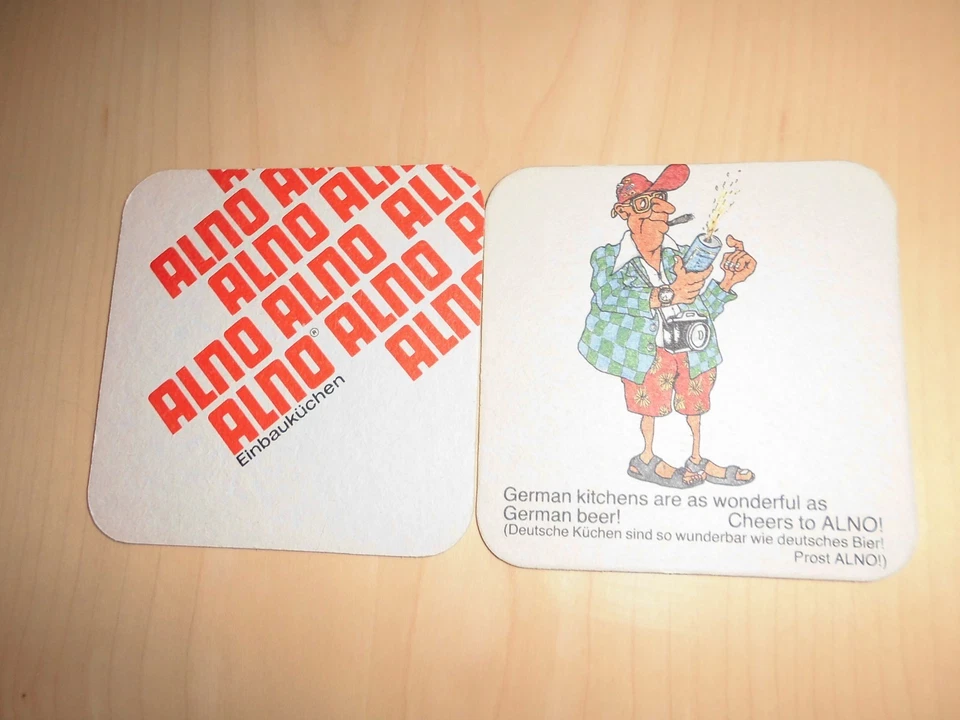 ALNO ALNO
ALNO ALNO ALNO
ALNO ALNO ALNO
ALNO® ALNO ALNO
ALNO
Einbauküchen
German kitchens are as wonderful as
German beer! Cheers to ALNO!
(Deutsche Küchen sind so wunderbar wie deutsches Bier!
Prost ALNO!)